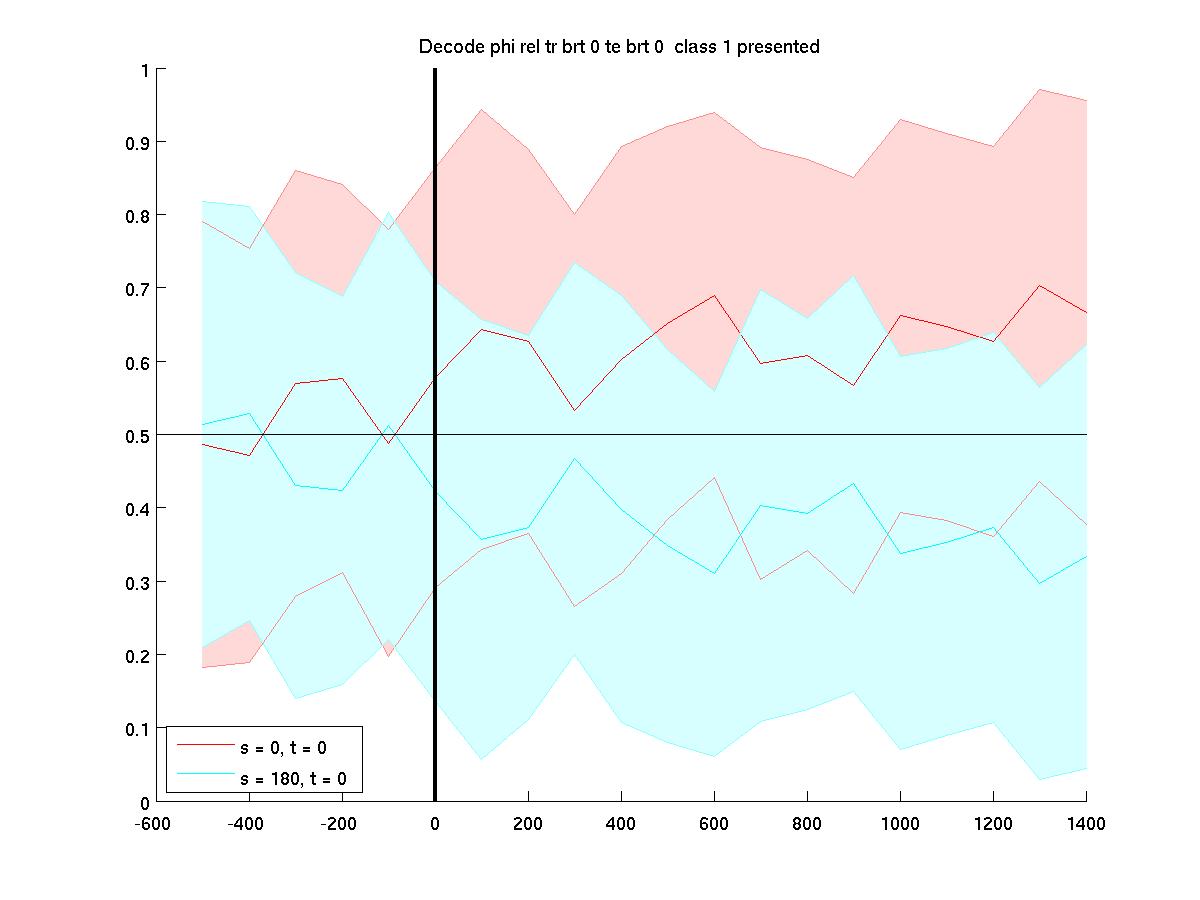 Decode phi rel tr brt 0 te brt 0  class 1 presented
1
0.9
0.8
0.7
0.6
0.5
0.4
0.3
0.2
0.1
0
s = 0, t = 0
s = 180, t = 0
-600 -400 -200 0 200 400 600 800 1000 1200 1400